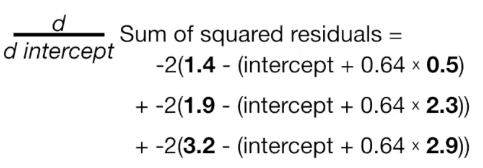 d
d intercept
Sum of squared residuals =
-2(1.4 - (intercept + 0.64 × 0.5)
+ -2(1.9 - (intercept + 0.64 × 2.3))
+ -2(3.2 - (intercept + 0.64 × 2.9))